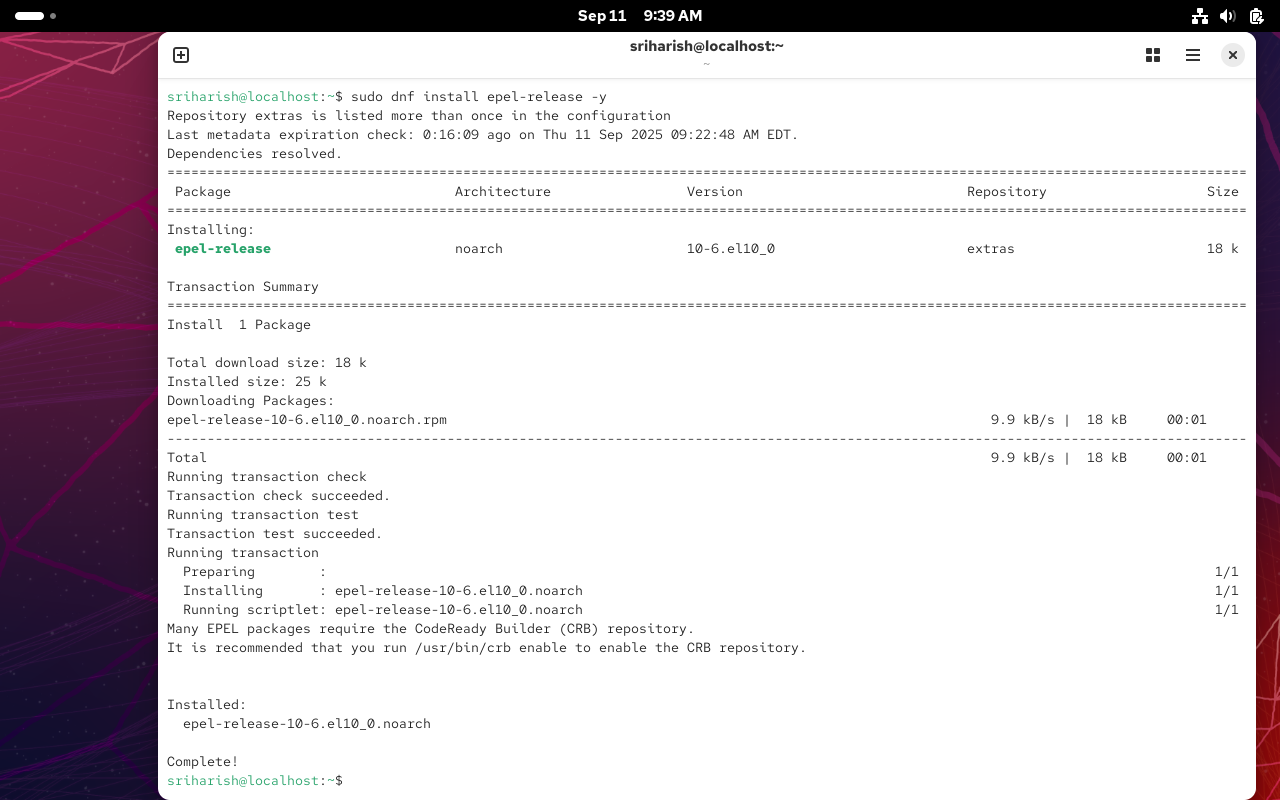 Sep 11 9:39 AM
sriharish@localhost:~
~
sriharish@localhost:~$ sudo dnf install epel-release -y
Repository extras is listed more than once in the configuration
Last metadata expiration check: 0:16:09 ago on Thu 11 Sep 2025 09:22:48 AM EDT.
Dependencies resolved.
=======================================================================================================================================
Package Architecture Version Repository Size
=======================================================================================================================================
Installing:
epel-release noarch 10-6.el10_0 extras 18 k
Transaction Summary
=======================================================================================================================================
Install 1 Package
Total download size: 18 k
Installed size: 25 k
Downloading Packages:
epel-release-10-6.el10_0.noarch.rpm 9.9 kB/s | 18 kB 00:01
---------------------------------------------------------------------------------------------------------------------------------------
Total 9.9 kB/s | 18 kB 00:01
Running transaction check
Transaction check succeeded.
Running transaction test
Transaction test succeeded.
Running transaction
Preparing : 1/1
Installing : epel-release-10-6.el10_0.noarch 1/1
Running scriptlet: epel-release-10-6.el10_0.noarch 1/1
Many EPEL packages require the CodeReady Builder (CRB) repository.
It is recommended that you run /usr/bin/crb enable to enable the CRB repository.
Installed:
epel-release-10-6.el10_0.noarch
Complete!
sriharish@localhost:~$